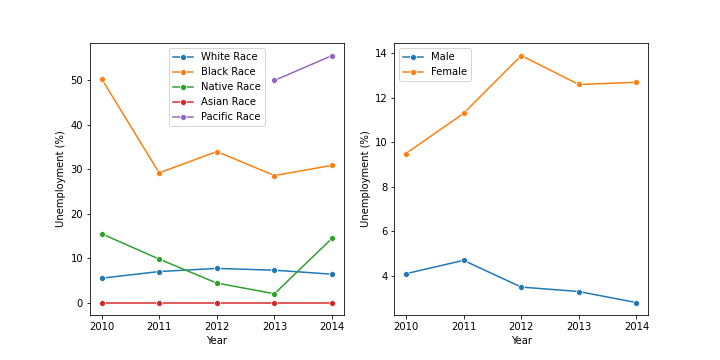 White Race
Black Race
Native Race
Asian Race
Pacific Race
50
40
30
20
10
0
Unemployment (%)
2010 2011 2012 2013 2014
Year
Male
Female
14
12
10
8
6
4
Unemployment (%)
2010 2011 2012 2013 2014
Year